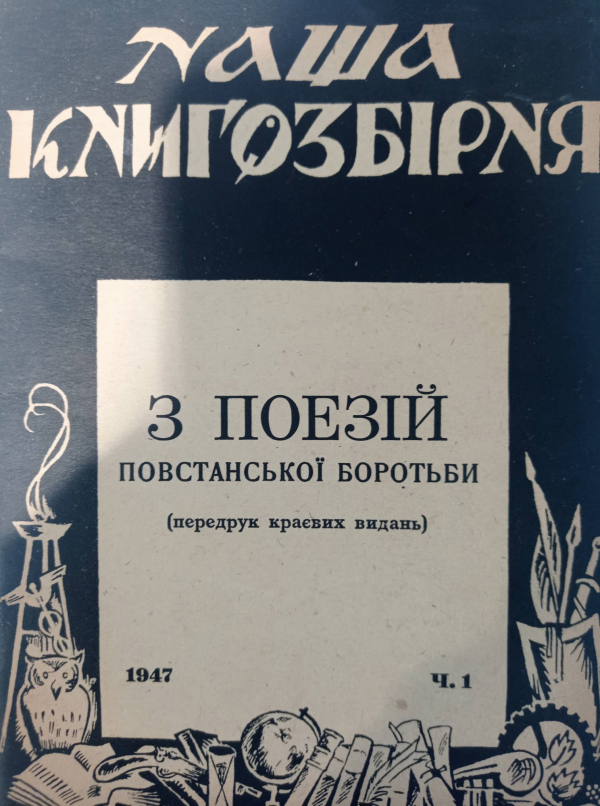 НАША
КНИГОЗБІРНЯ
З ПОЕЗІЙ
ПОВСТАНСЬКОЇ БОРОТЬБИ
(передрук краєвих видань)
1947
Ч. 1